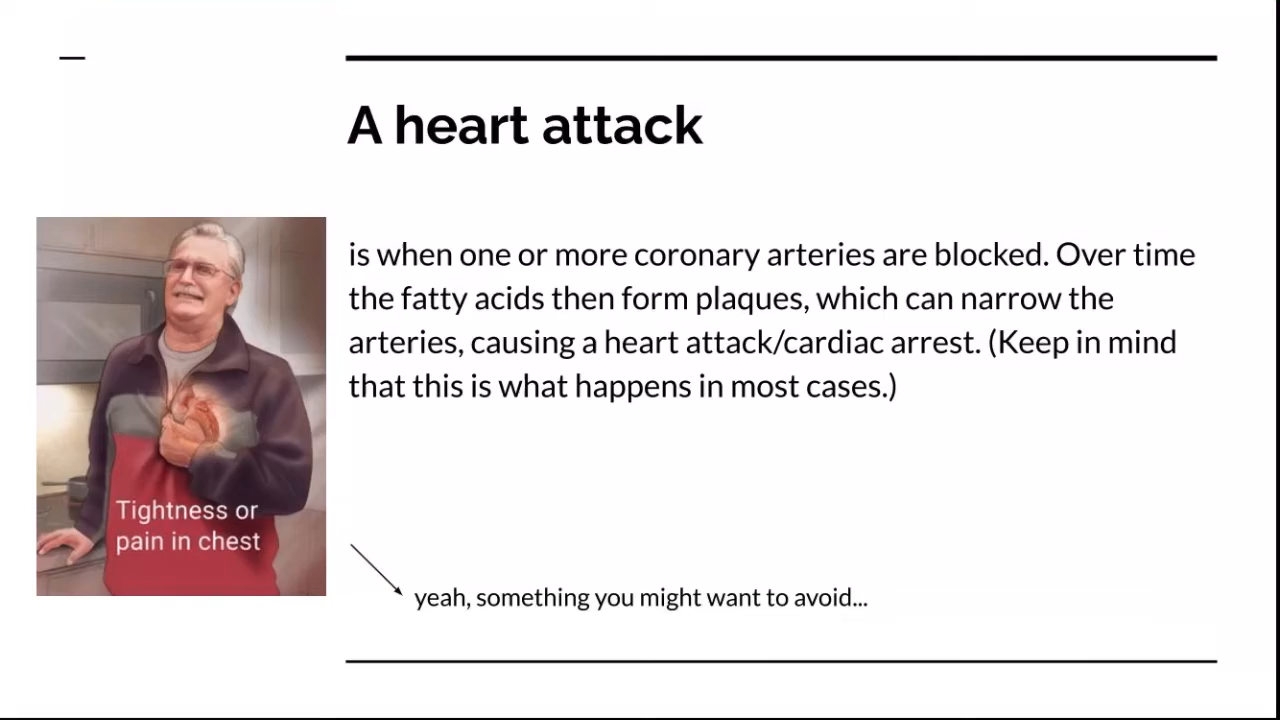 A heart attack
is when one or more coronary arteries are blocked. Over time
the fatty acids then form plaques, which can narrow the
arteries, causing a heart attack/cardiac arrest. (Keep in mind
that this is what happens in most cases.)
Tightness or
pain in chest
yeah, something you might want to avoid...